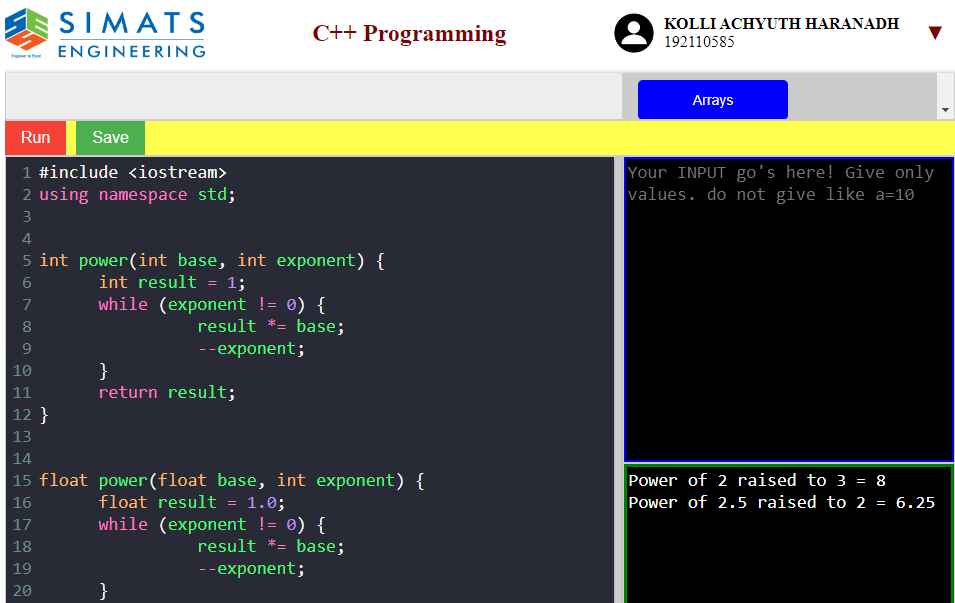 SIMATS
ENGINEERING
Engineer to Excel
C++ Programming
KOLLI ACHYUTH HARANADH
192110585
▼
Arrays
Run
Save
1 #include <iostream>
2 using namespace std;
3
4
5 int power(int base, int exponent) {
6 int result = 1;
7 while (exponent != 0) {
8 result *= base;
9 --exponent;
10 }
11 return result;
12 }
13
14
15 float power(float base, int exponent) {
16 float result = 1.0;
17 while (exponent != 0) {
18 result *= base;
19 --exponent;
20 }
Your INPUT go's here! Give only
values. do not give like a=10
Power of 2 raised to 3 = 8
Power of 2.5 raised to 2 = 6.25